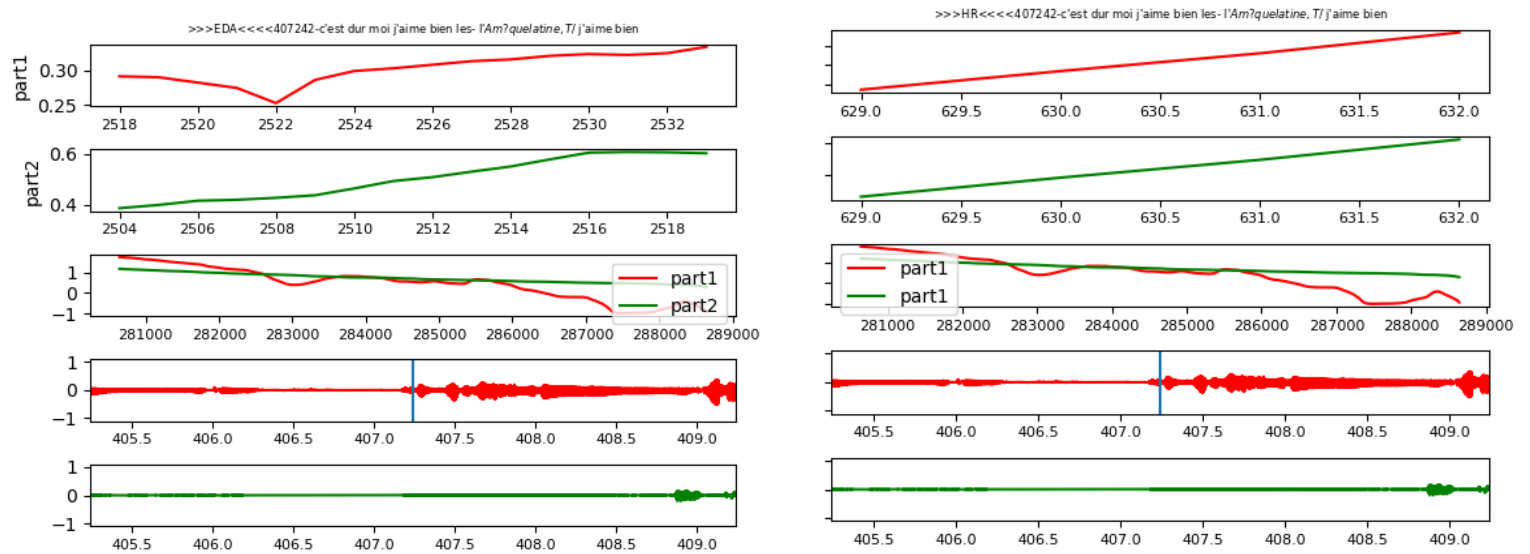 >>>EDA<<<<407242-c'est dur moi j'aime bien les- l'Am?quelatine, T/ j'aime bien
part1
0.30
0.25
2518 2520 2522 2524 2526 2528 2530 2532
part2
0.6
0.4
2504 2506 2508 2510 2512 2514 2516 2518
1
0
−1
part1
part2
281000 282000 283000 284000 285000 286000 287000 288000 289000
1
0
−1
405.5 406.0 406.5 407.0 407.5 408.0 408.5 409.0
1
0
−1
405.5 406.0 406.5 407.0 407.5 408.0 408.5 409.0
>>>HR<<<<407242-c'est dur moi j'aime bien les- l'Am?quelatine, T/ j'aime bien
629.0 629.5 630.0 630.5 631.0 631.5 632.0
629.0 629.5 630.0 630.5 631.0 631.5 632.0
part1
part1
281000 282000 283000 284000 285000 286000 287000 288000 289000
405.5 406.0 406.5 407.0 407.5 408.0 408.5 409.0
405.5 406.0 406.5 407.0 407.5 408.0 408.5 409.0